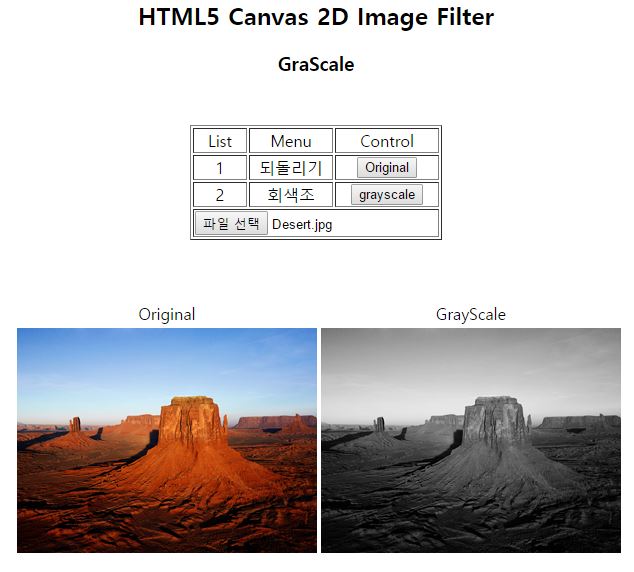 HTML5 Canvas 2D Image Filter
GraScale
List Menu Control
1 되돌리기 Original
2 회색조 grayscale
파일 선택 Desert.jpg
Original GrayScale